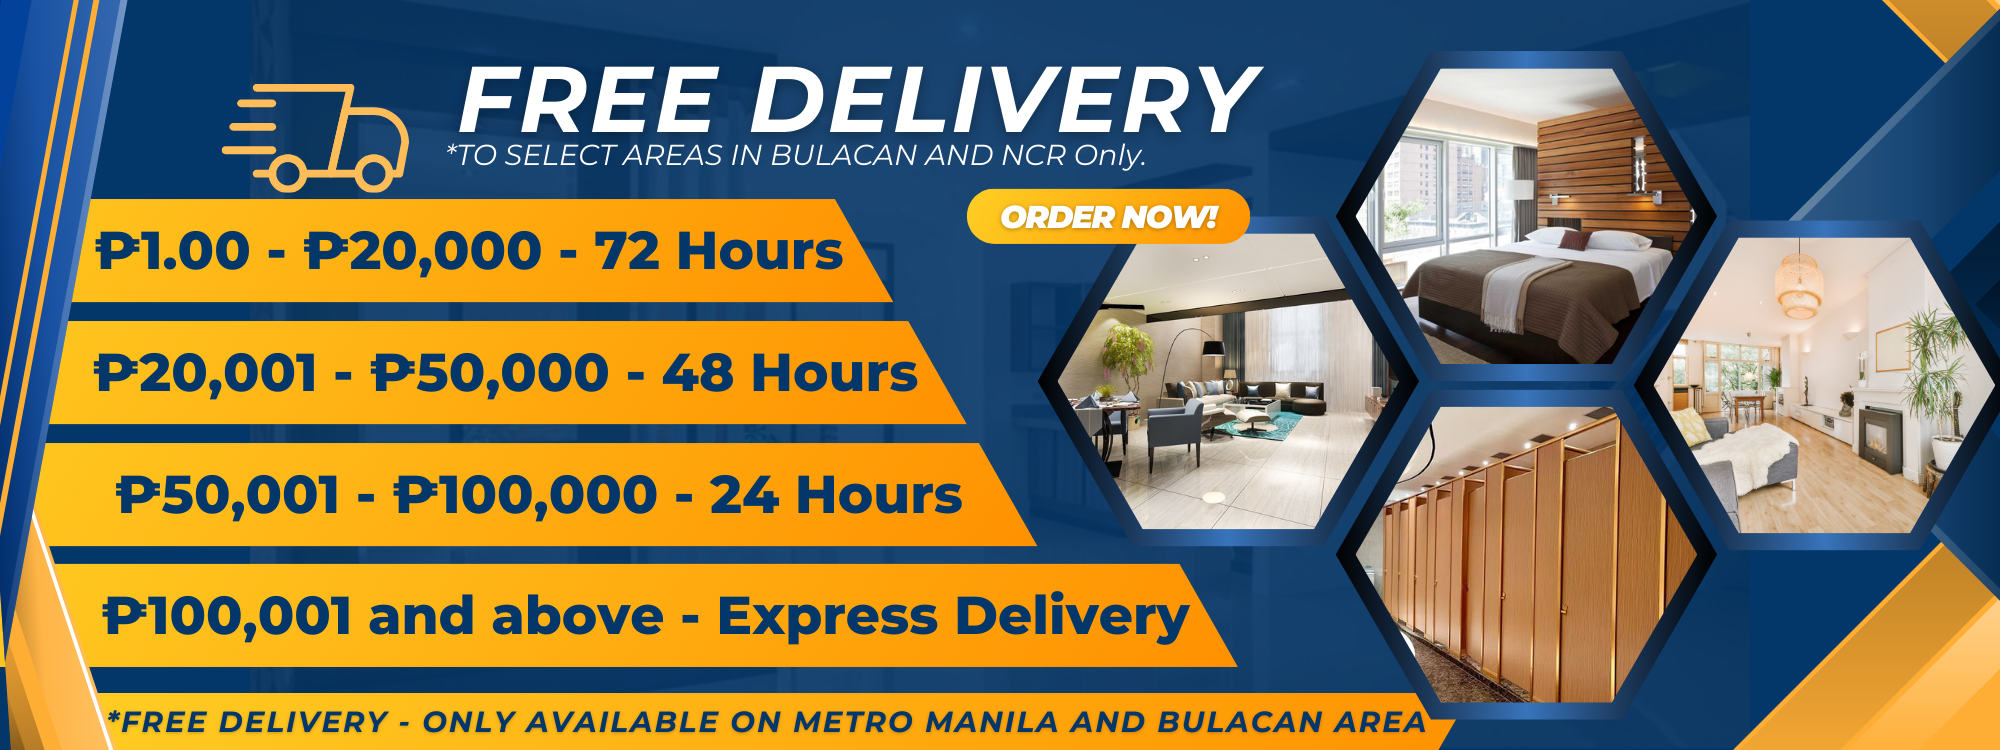 FREE DELIVERY
*TO SELECT AREAS IN BULACAN AND NCR Only.
ORDER NOW!
₱1.00 - ₱20,000 - 72 Hours
₱20,001 - ₱50,000 - 48 Hours
₱50,001 - ₱100,000 - 24 Hours
₱100,001 and above - Express Delivery
*FREE DELIVERY - ONLY AVAILABLE ON METRO MANILA AND BULACAN AREA